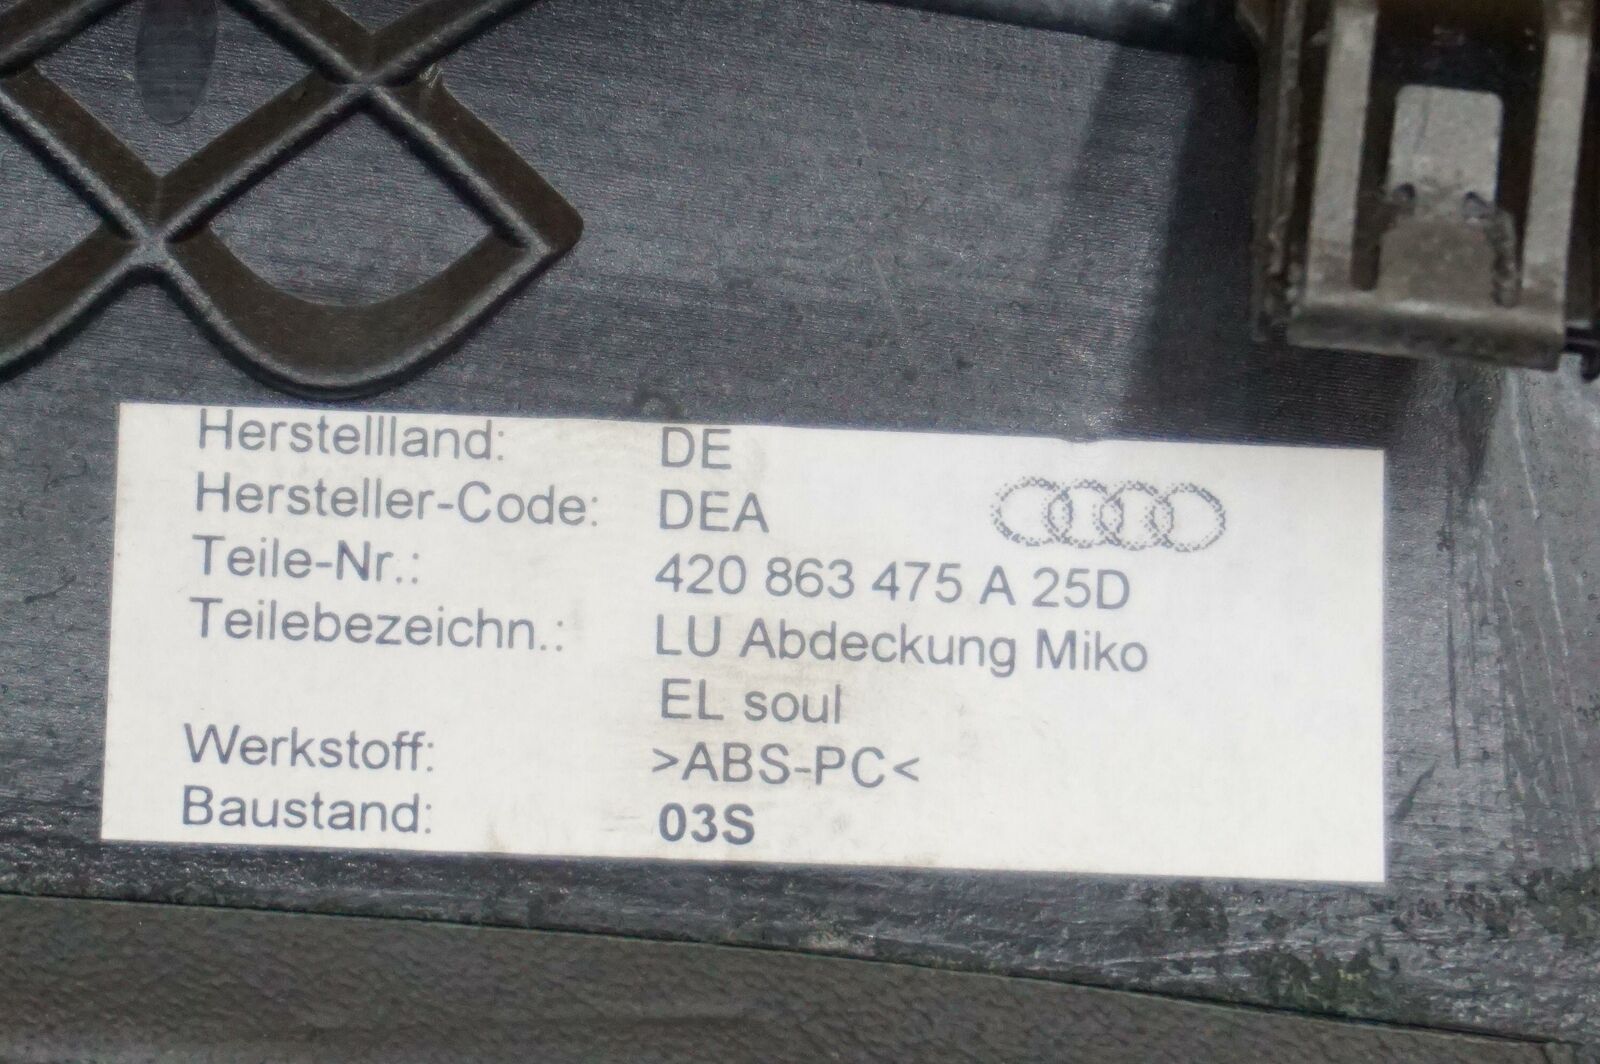 Herstellland: DE
Hersteller-Code: DEA
Teile-Nr.: 420 863 475 A 25D
Teilebezeichn.: LU Abdeckung Miko
EL soul
Werkstoff: >ABS-PC<
Baustand: 03S